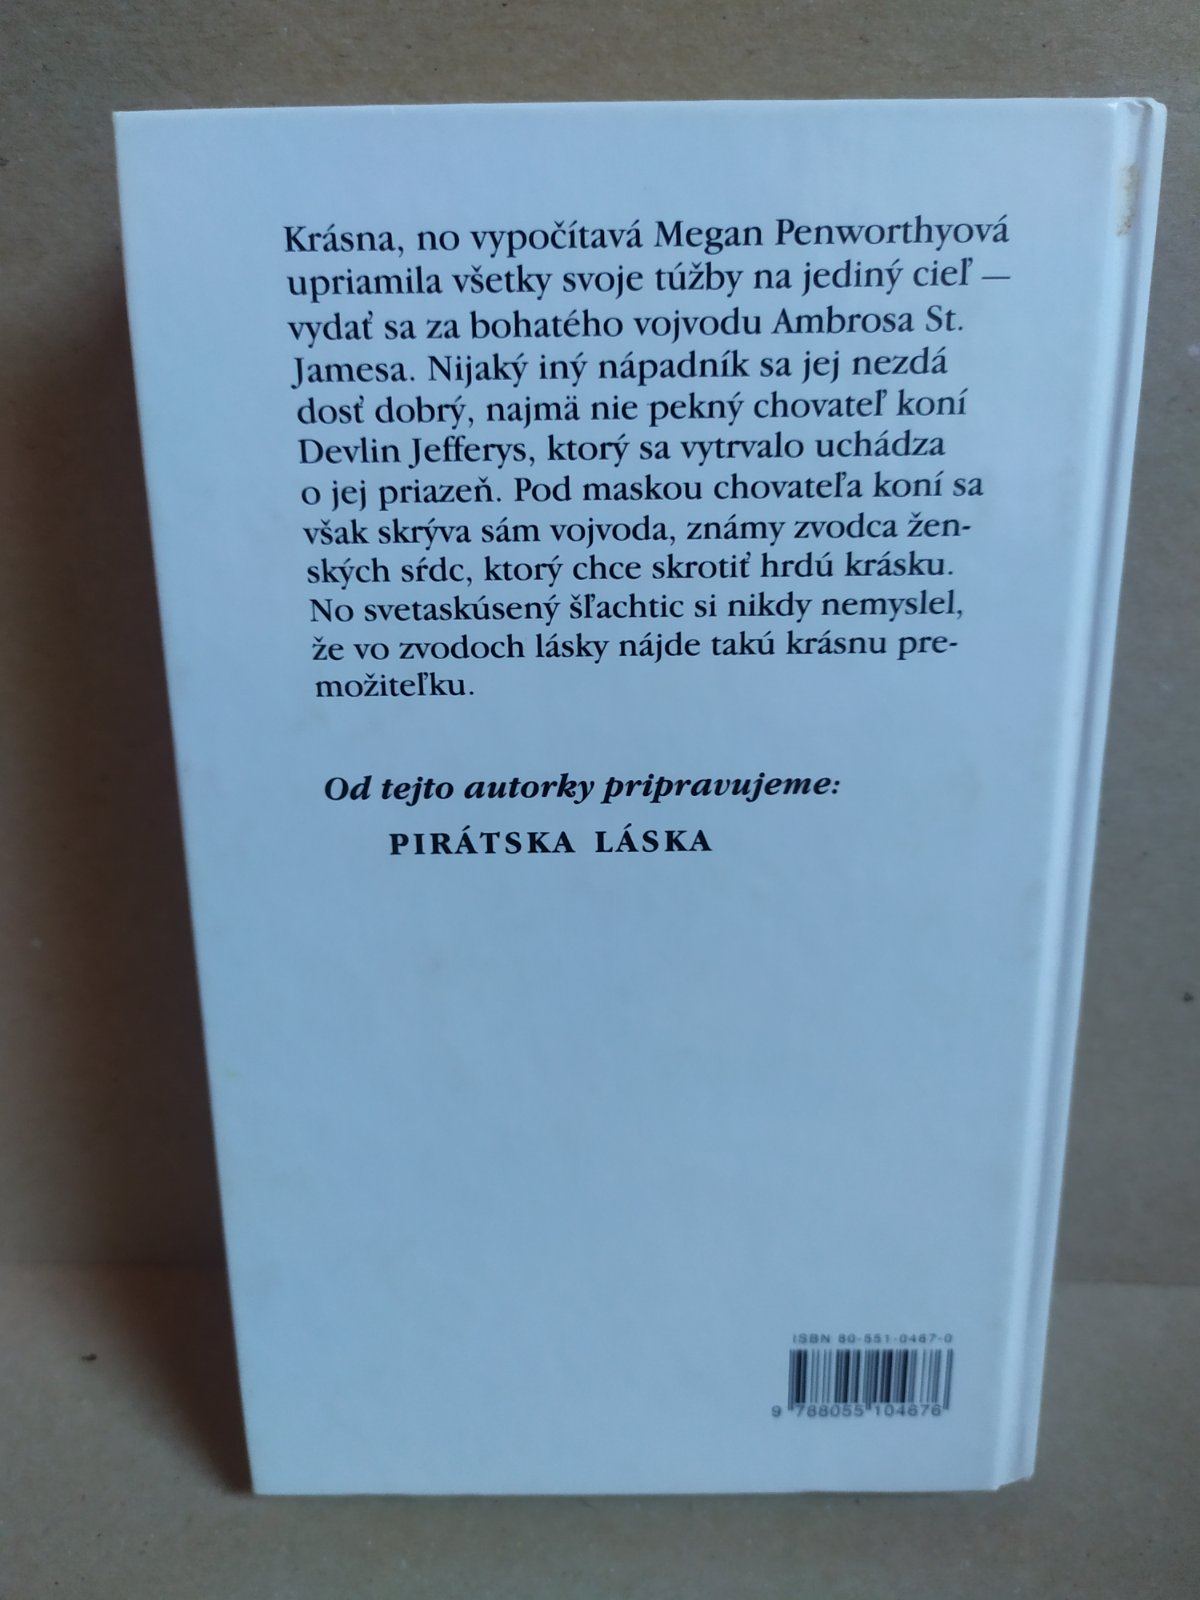 Krásna, no vypočítavá Megan Penworthyová
upriamila všetky svoje túžby na jediný cieľ —
vydať sa za bohatého vojvodu Ambrosa St.
Jamesa. Nijaký iný nápadník sa jej nezdá
dosť dobrý, najmä nie pekný chovateľ koní
Devlin Jefferys, ktorý sa vytrvalo uchádza
o jej priazeň. Pod maskou chovateľa koní sa
však skrýva sám vojvoda, známy zvodca žen-
ských sŕdc, ktorý chce skrotiť hrdú krásku.
No svetaskúsený šľachtic si nikdy nemyslel,
že vo zvodoch lásky nájde takú krásnu pre-
možiteľku.
Od tejto autorky pripravujeme:
PIRÁTSKA LÁSKA
ISBN 80-551-0467-0
9 788055 104676